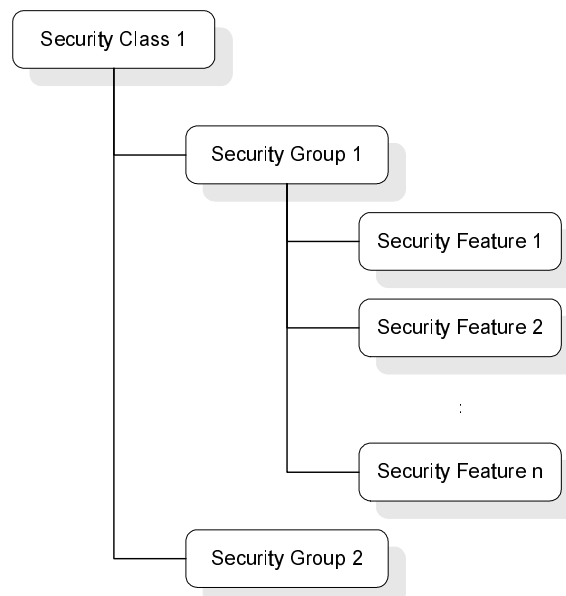 Security Class 1
Security Group 1
Security Feature 1
Security Feature 2
:
Security Feature n
Security Group 2